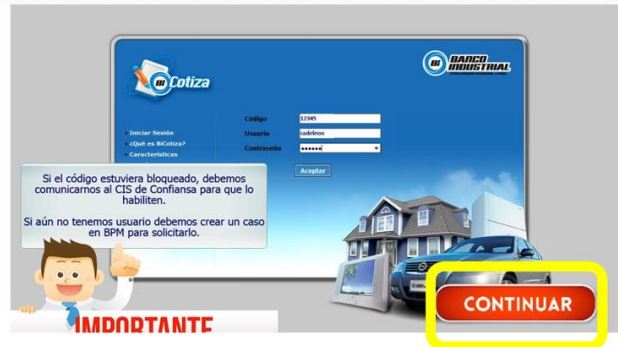 BiCotiza
Bi BANCO
INDUSTRIAL
Código 12345
Usuario cadeleon
Contraseña ••••••
Aceptar
Iniciar Sesión
¿Qué es BiCotiza?
Características
Si el código estuviera bloqueado, debemos
comunicarnos al CIS de Confiansa para que lo
habiliten.
Si aún no tenemos usuario debemos crear un caso
en BPM para solicitarlo.
IMPORTANTE
CONTINUAR